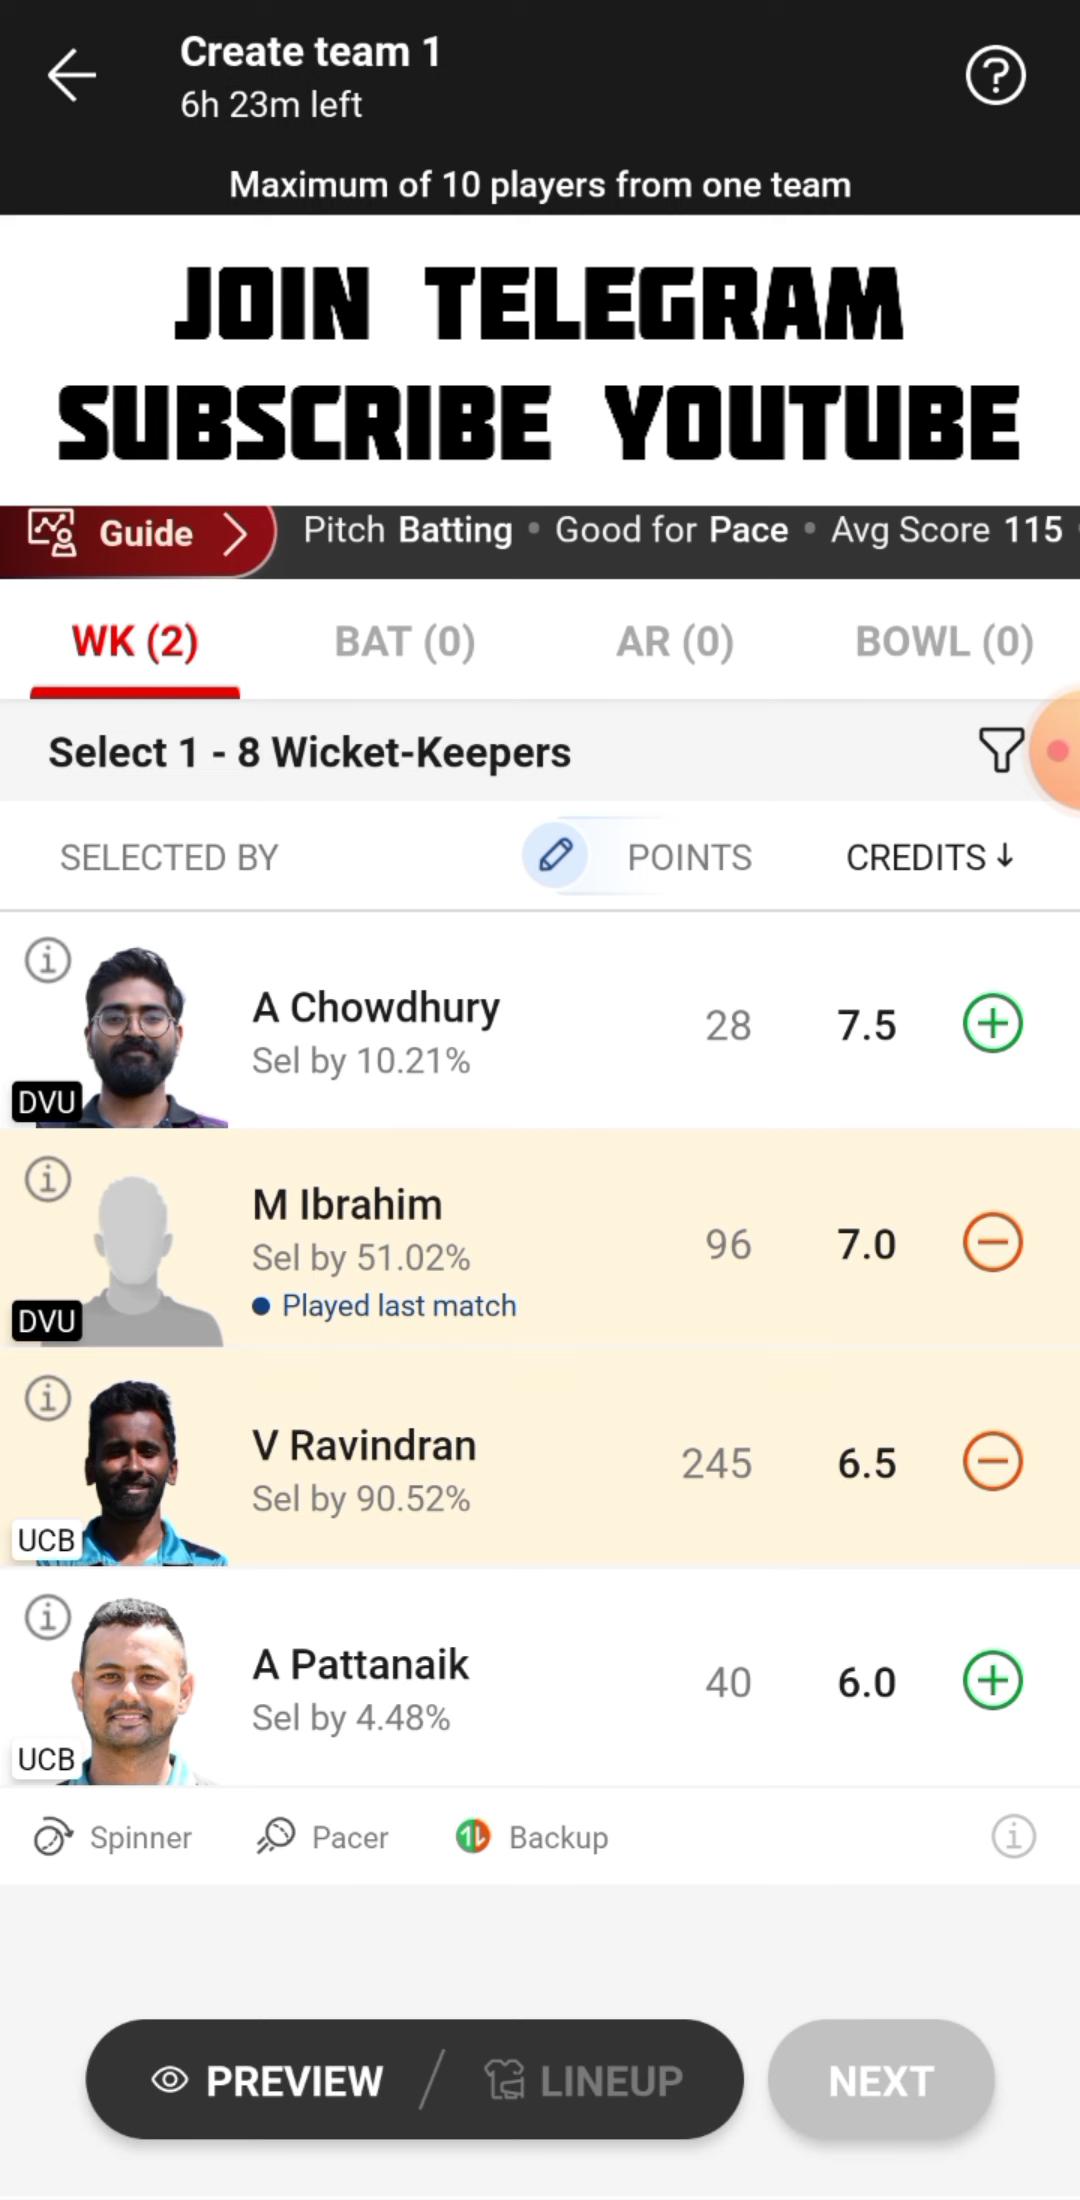 Create team 1
6h 23m left
Maximum of 10 players from one team
JOIN TELEGRAM
SUBSCRIBE YOUTUBE
Guide Pitch Batting • Good for Pace • Avg Score 115
WK (2) BAT (0) AR (0) BOWL (0)
Select 1 - 8 Wicket-Keepers
SELECTED BY POINTS CREDITS ↓
A Chowdhury 28 7.5
Sel by 10.21%
DVU
M Ibrahim 96 7.0
Sel by 51.02%
• Played last match
DVU
V Ravindran 245 6.5
Sel by 90.52%
UCB
A Pattanaik 40 6.0
Sel by 4.48%
UCB
Spinner Pacer Backup
PREVIEW / LINEUP NEXT